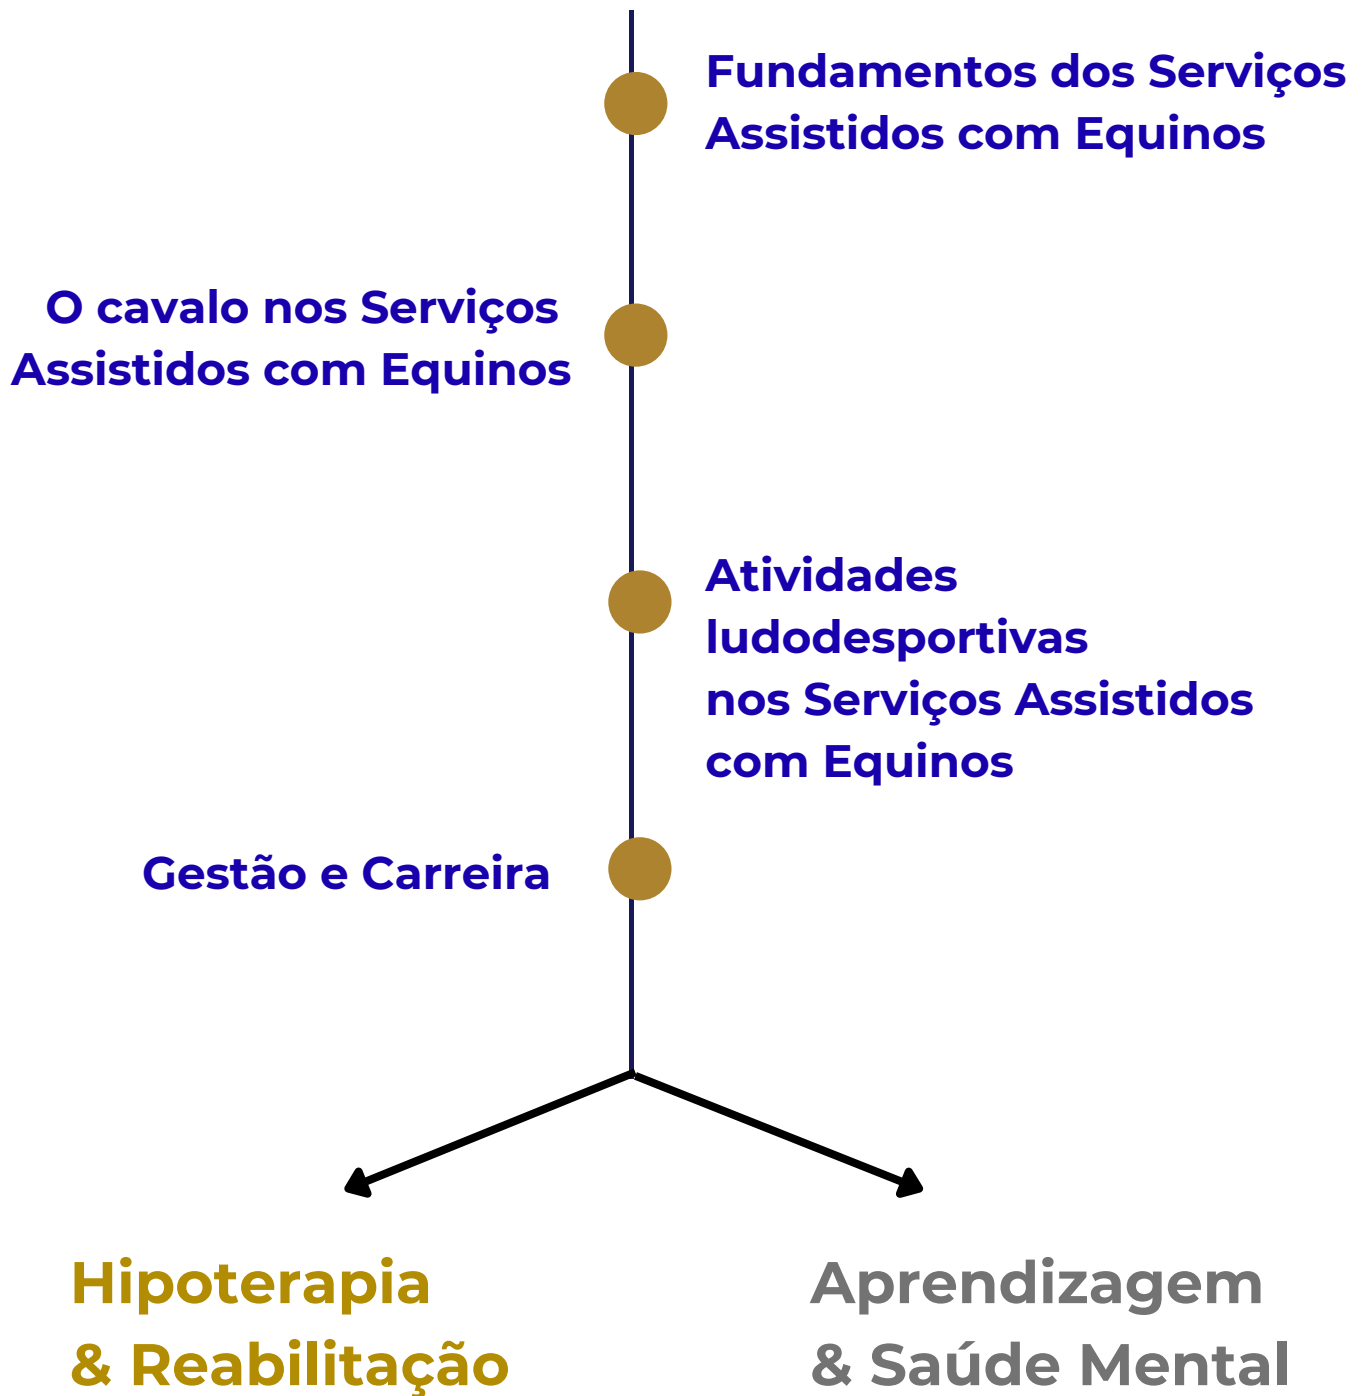 Fundamentos dos Serviços
Assistidos com Equinos
O cavalo nos Serviços
Assistidos com Equinos
Atividades
ludodesportivas
nos Serviços Assistidos
com Equinos
Gestão e Carreira
Hipoterapia
& Reabilitação
Aprendizagem
& Saúde Mental